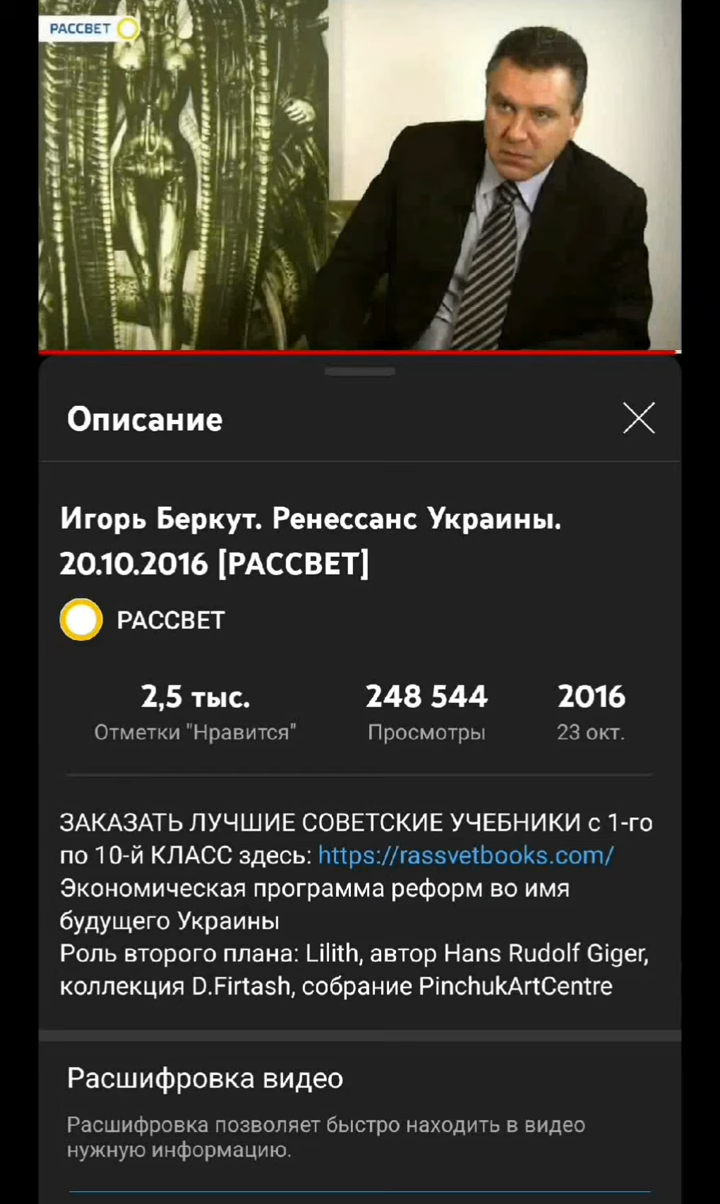 РАССВЕТ
Описание
Игорь Беркут. Ренессанс Украины.
20.10.2016 [РАССВЕТ]
РАССВЕТ
2,5 тыс. 248 544 2016
Отметки "Нравится" Просмотры 23 окт.
ЗАКАЗАТЬ ЛУЧШИЕ СОВЕТСКИЕ УЧЕБНИКИ с 1-го
по 10-й КЛАСС здесь: https://rassvetbooks.com/
Экономическая программа реформ во имя
будущего Украины
Роль второго плана: Lilith, автор Hans Rudolf Giger,
коллекция D.Firtash, собрание PinchukArtCentre
Расшифровка видео
Расшифровка позволяет быстро находить в видео
нужную информацию.